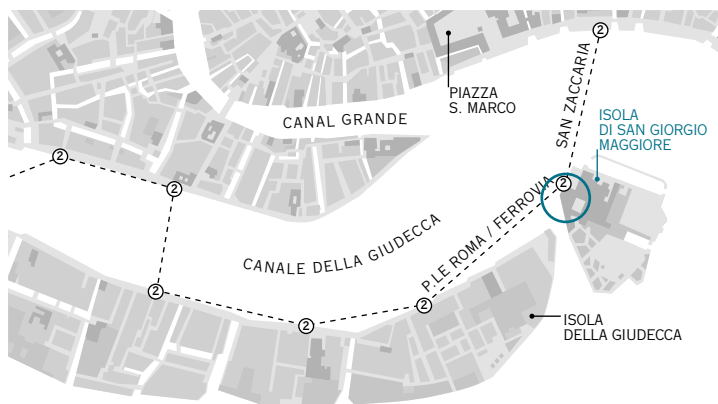 2
SAN ZACCARIA
PIAZZA
S. MARCO
CANAL GRANDE
ISOLA
DI SAN GIORGIO
MAGGIORE
2
2
2
P.LE ROMA / FERROVIA
CANALE DELLA GIUDECCA
2
2
2
ISOLA
DELLA GIUDECCA